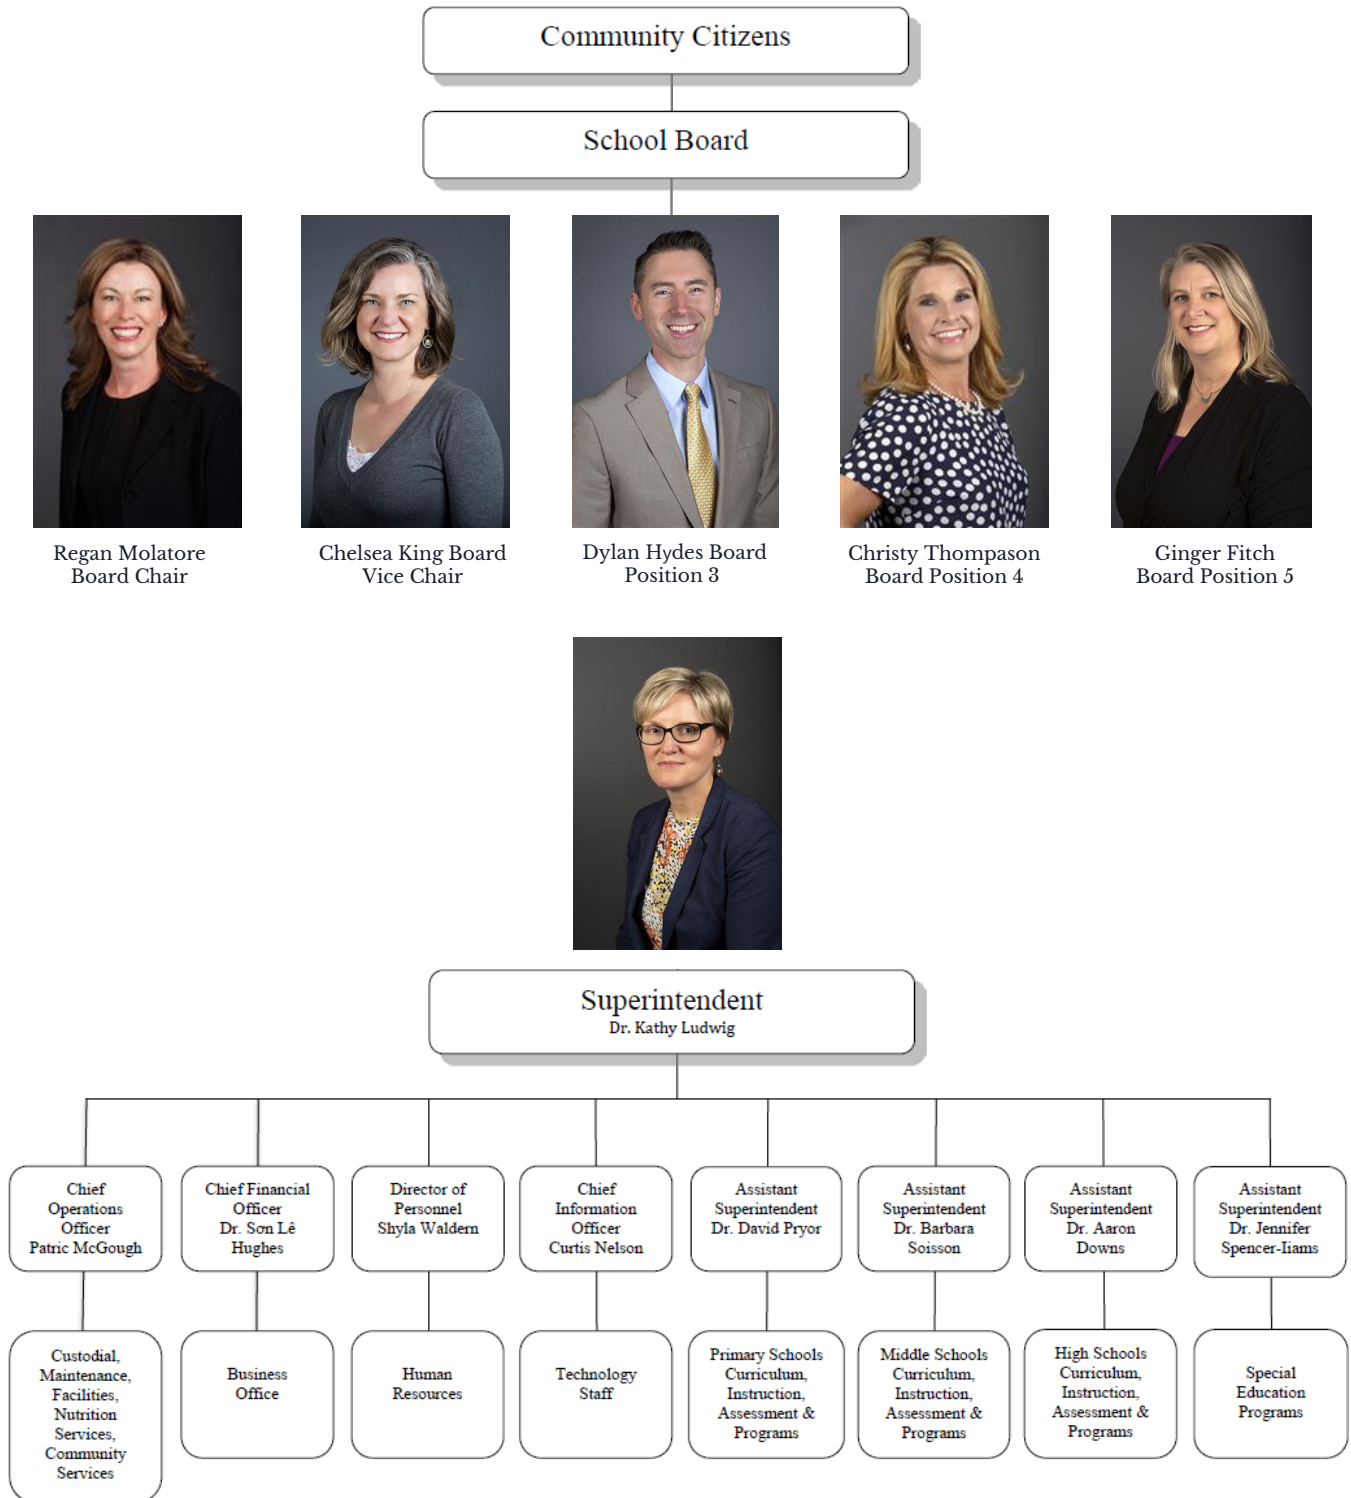 Community Citizens
School Board
Regan Molatore
Board Chair
Chelsea King Board
Vice Chair
Dylan Hydes Board
Position 3
Christy Thompason
Board Position 4
Ginger Fitch
Board Position 5
Superintendent
Dr. Kathy Ludwig
Chief
Operations
Officer
Patric McGough
Chief Financial
Officer
Dr. Sơn Lê
Hughes
Director of
Personnel
Shyla Waldern
Chief
Information
Officer
Curtis Nelson
Assistant
Superintendent
Dr. David Pryor
Assistant
Superintendent
Dr. Barbara
Soisson
Assistant
Superintendent
Dr. Aaron
Downs
Assistant
Superintendent
Dr. Jennifer
Spencer-Iiams
Custodial,
Maintenance,
Facilities,
Nutrition
Services,
Community
Services
Business
Office
Human
Resources
Technology
Staff
Primary Schools
Curriculum,
Instruction,
Assessment &
Programs
Middle Schools
Curriculum,
Instruction,
Assessment &
Programs
High Schools
Curriculum,
Instruction,
Assessment &
Programs
Special
Education
Programs